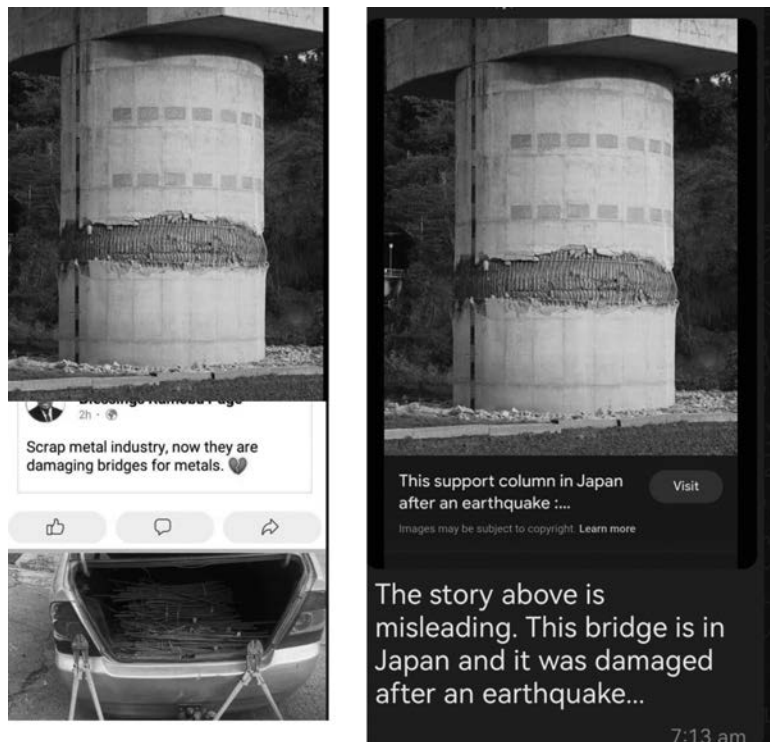 2h
Scrap metal industry, now they are
damaging bridges for metals. 💔
This support column in Japan
after an earthquake :...
Visit
Images may be subject to copyright. Learn more
The story above is
misleading. This bridge is in
Japan and it was damaged
after an earthquake...
7:13 am